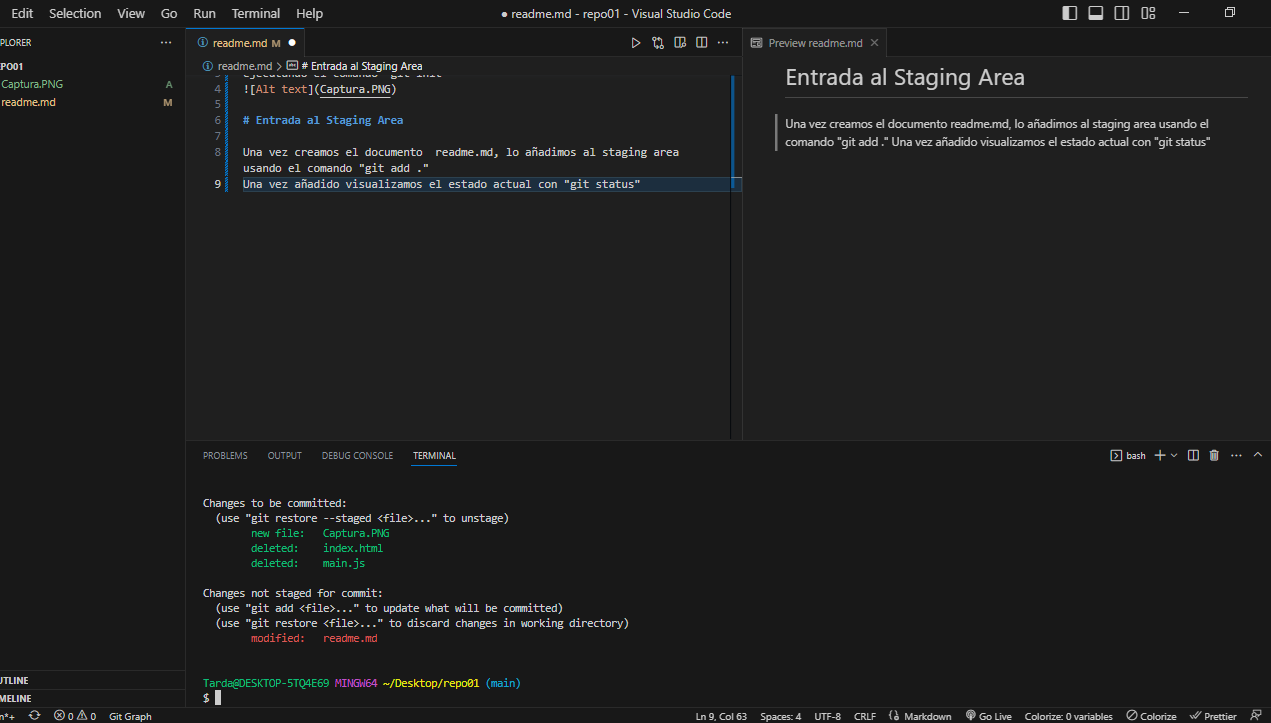 Edit Selection View Go Run Terminal Help
● readme.md - repo01 - Visual Studio Code
PLORER ...
readme.md M ●
Preview readme.md ×
PO01
Captura.PNG A
readme.md M
readme.md > # Entrada al Staging Area
4 ![Alt text](Captura.PNG)
5
6 # Entrada al Staging Area
7
8 Una vez creamos el documento  readme.md, lo añadimos al staging area
usando el comando "git add ."
9 Una vez añadido visualizamos el estado actual con "git status"
Entrada al Staging Area
Una vez creamos el documento readme.md, lo añadimos al staging area usando el
comando "git add ." Una vez añadido visualizamos el estado actual con "git status"
PROBLEMS OUTPUT DEBUG CONSOLE TERMINAL
bash
Changes to be committed:
(use "git restore --staged <file>..." to unstage)
new file:   Captura.PNG
deleted:    index.html
deleted:    main.js
Changes not staged for commit:
(use "git add <file>..." to update what will be committed)
(use "git restore <file>..." to discard changes in working directory)
modified:   readme.md
Tarda@DESKTOP-5TQ4E69 MINGW64 ~/Desktop/repo01 (main)
$
UTLINE
MELINE
n*+ 0 0 Git Graph
Ln 9, Col 63 Spaces: 4 UTF-8 CRLF Markdown Go Live Colorize: 0 variables Colorize Prettier